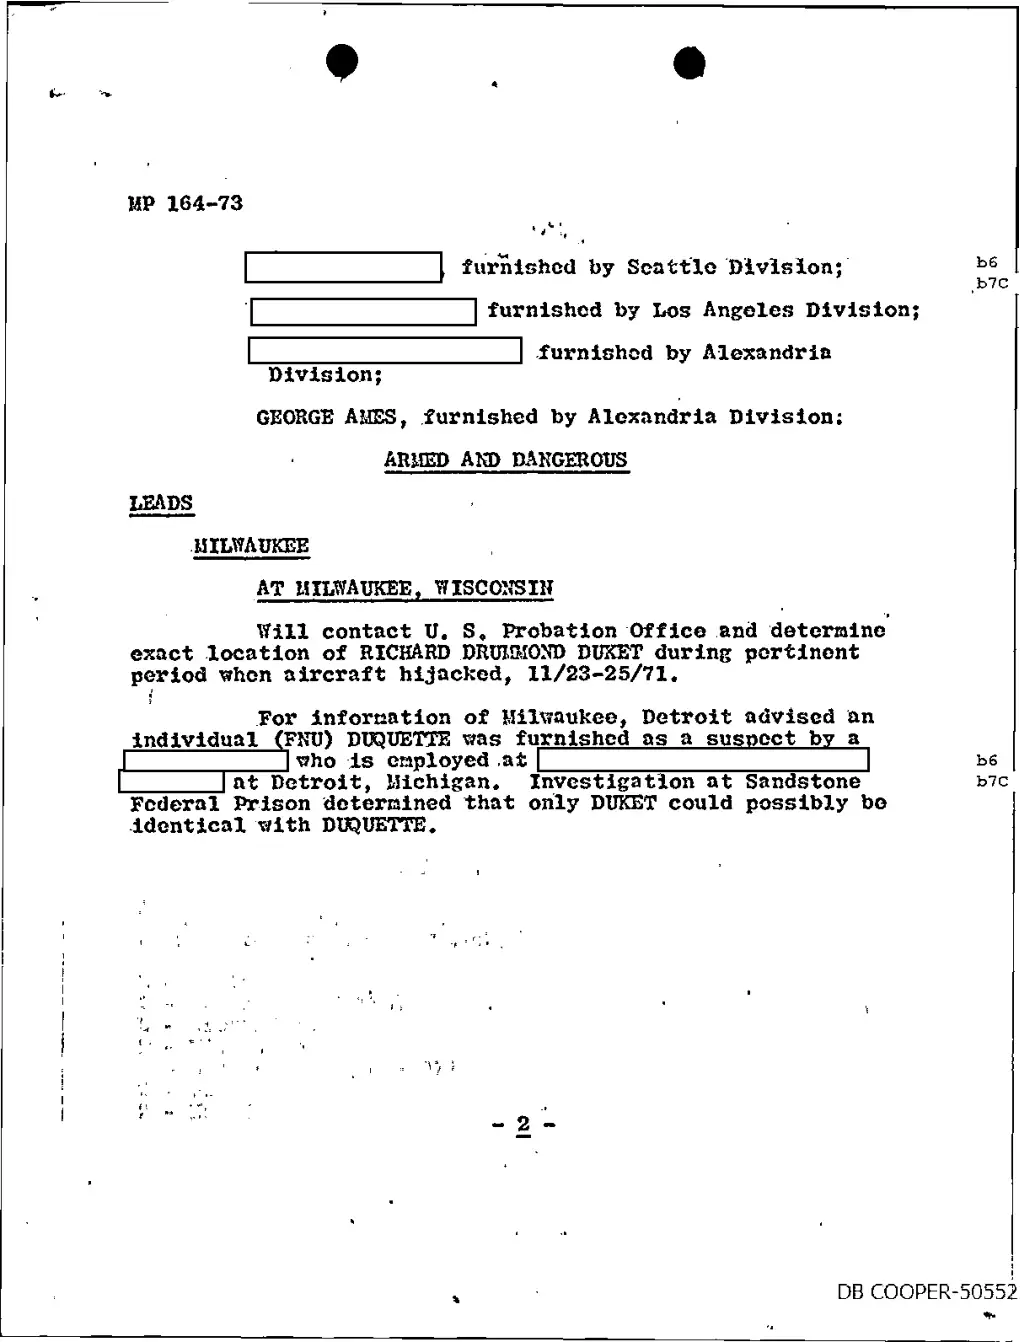 MP 164-73
furnished by Seattle Division;
b6
b7C
furnished by Los Angeles Division;
furnished by Alexandria
Division;
GEORGE AMES, furnished by Alexandria Division;
ARMED AND DANGEROUS
LEADS
MILWAUKEE
AT MILWAUKEE, WISCONSIN
Will contact U. S. Probation Office and determine
exact location of RICHARD DRUMMOND DUKET during pertinent
period when aircraft hijacked, 11/23-25/71.
For information of Milwaukee, Detroit advised an
individual (FNU) DUQUETTE was furnished as a suspect by a
who is employed at
b6
at Detroit, Michigan. Investigation at Sandstone
b7C
Federal Prison determined that only DUKET could possibly be
identical with DUQUETTE.
- 2 -
DB COOPER-50552